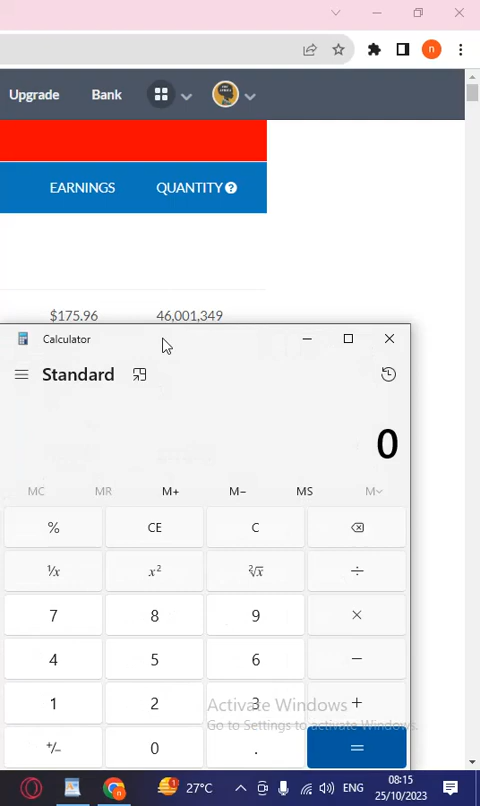 n
Upgrade Bank
EARNINGS QUANTITY ?
$175.96 46,001,349
Calculator
Standard
0
MC MR M+ M− MS M˅
% CE C
¹/x x² ²√x ÷
7 8 9 ×
4 5 6 −
1 2 3 +
Activate Windows
Go to Settings to activate Windows.
+/− 0 . =
1 27°C ENG 08:15
25/10/2023